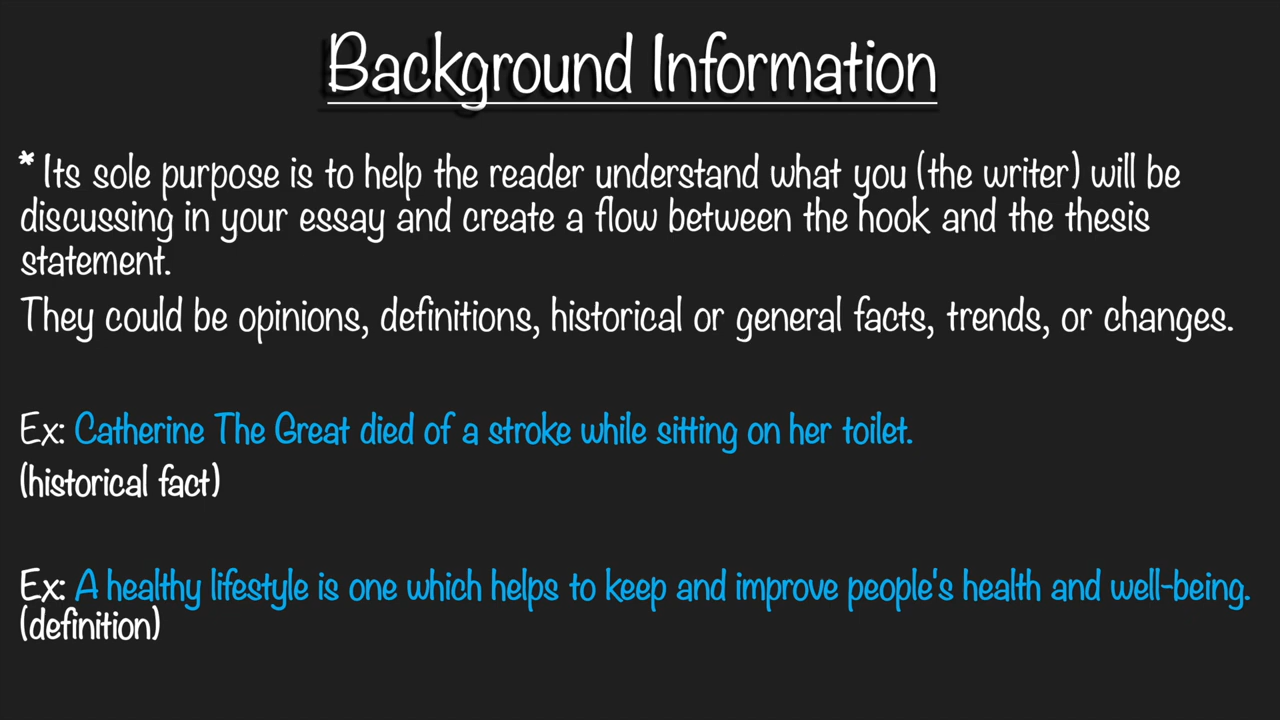 Background Information
* Its sole purpose is to help the reader understand what you (the writer) will be
discussing in your essay and create a flow between the hook and the thesis
statement.
They could be opinions, definitions, historical or general facts, trends, or changes.
Ex: Catherine The Great died of a stroke while sitting on her toilet.
(historical fact)
Ex: A healthy lifestyle is one which helps to keep and improve people's health and well-being.
(definition)